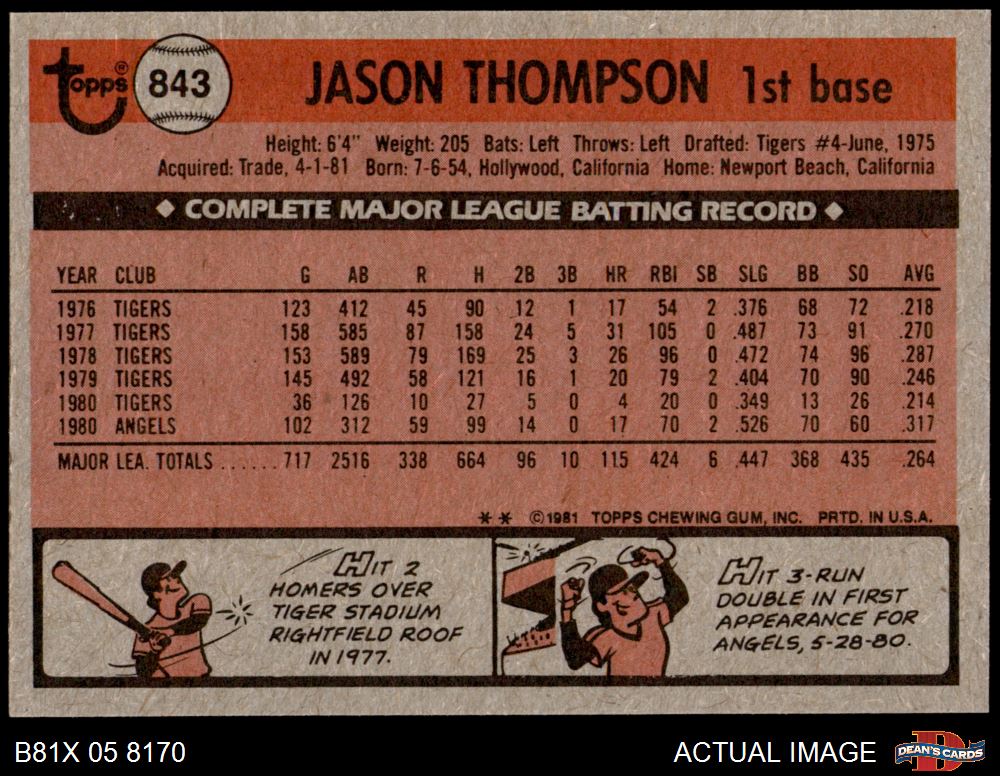 topps®
843
JASON THOMPSON 1st base
Height: 6'4" Weight: 205 Bats: Left Throws: Left Drafted: Tigers #4-June, 1975
Acquired: Trade, 4-1-81 Born: 7-6-54, Hollywood, California Home: Newport Beach, California
◆ COMPLETE MAJOR LEAGUE BATTING RECORD ◆
YEAR CLUB G AB R H 2B 3B HR RBI SB SLG BB SO AVG
1976 TIGERS 123 412 45 90 12 1 17 54 2 .376 68 72 .218
1977 TIGERS 158 585 87 158 24 5 31 105 0 .487 73 91 .270
1978 TIGERS 153 589 79 169 25 3 26 96 0 .472 74 96 .287
1979 TIGERS 145 492 58 121 16 1 20 79 2 .404 70 90 .246
1980 TIGERS 36 126 10 27 5 0 4 20 0 .349 13 26 .214
1980 ANGELS 102 312 59 99 14 0 17 70 2 .526 70 60 .317
MAJOR LEA. TOTALS ...... 717 2516 338 664 96 10 115 424 6 .447 368 435 .264
** ©1981 TOPPS CHEWING GUM, INC. PRTD. IN U.S.A.
HIT 2
HOMERS OVER
TIGER STADIUM
RIGHTFIELD ROOF
IN 1977.
HIT 3-RUN
DOUBLE IN FIRST
APPEARANCE FOR
ANGELS, 5-28-80.
B81X 05 8170
ACTUAL IMAGE
DEAN'S CARDS